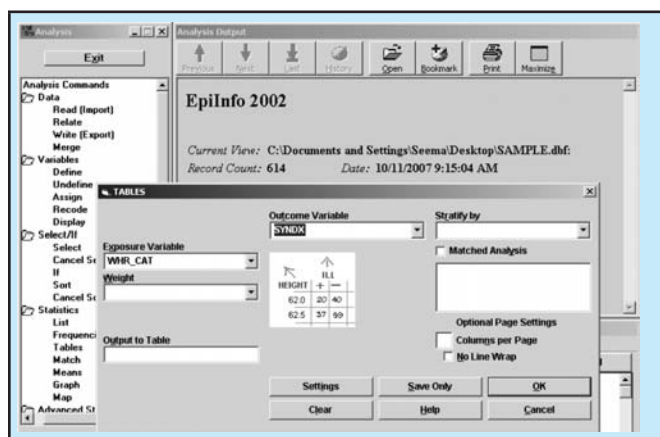 Analysis
Exit
Analysis Commands
Data
Read (Import)
Relate
Write (Export)
Merge
Variables
Define
Undefine
Assign
Recode
Display
Select/If
Select
Cancel Se
If
Sort
Cancel So
Statistics
List
Frequenci
Tables
Match
Means
Graph
Map
Advanced St
Analysis Output
Previous Next Last History Open Bookmark Print Maximize
EpiInfo 2002
Current View: C:\Documents and Settings\Seema\Desktop\SAMPLE.dbf:
Record Count: 614 Date: 10/11/2007 9:15:04 AM
TABLES
Outcome Variable
SYNDX
Stratify by
Exposure Variable
WHR_CAT
Matched Analysis
Weight
ILL
HEIGHT + —
62.0 20 40
62.5 37 99
Output to Table
Optional Page Settings
Columns per Page
No Line Wrap
Settings Save Only OK
Clear Help Cancel